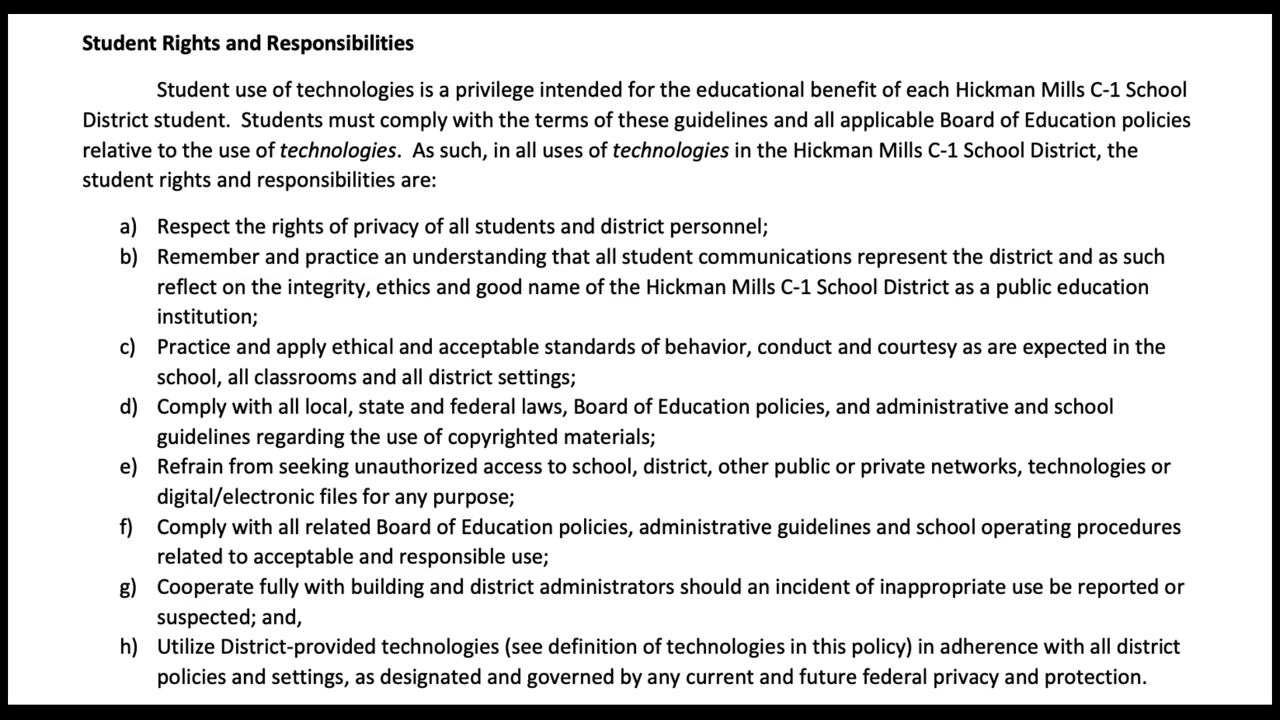 Student Rights and Responsibilities
Student use of technologies is a privilege intended for the educational benefit of each Hickman Mills C-1 School
District student.  Students must comply with the terms of these guidelines and all applicable Board of Education policies
relative to the use of technologies.  As such, in all uses of technologies in the Hickman Mills C-1 School District, the
student rights and responsibilities are:
a) Respect the rights of privacy of all students and district personnel;
b) Remember and practice an understanding that all student communications represent the district and as such
reflect on the integrity, ethics and good name of the Hickman Mills C-1 School District as a public education
institution;
c) Practice and apply ethical and acceptable standards of behavior, conduct and courtesy as are expected in the
school, all classrooms and all district settings;
d) Comply with all local, state and federal laws, Board of Education policies, and administrative and school
guidelines regarding the use of copyrighted materials;
e) Refrain from seeking unauthorized access to school, district, other public or private networks, technologies or
digital/electronic files for any purpose;
f) Comply with all related Board of Education policies, administrative guidelines and school operating procedures
related to acceptable and responsible use;
g) Cooperate fully with building and district administrators should an incident of inappropriate use be reported or
suspected; and,
h) Utilize District-provided technologies (see definition of technologies in this policy) in adherence with all district
policies and settings, as designated and governed by any current and future federal privacy and protection.